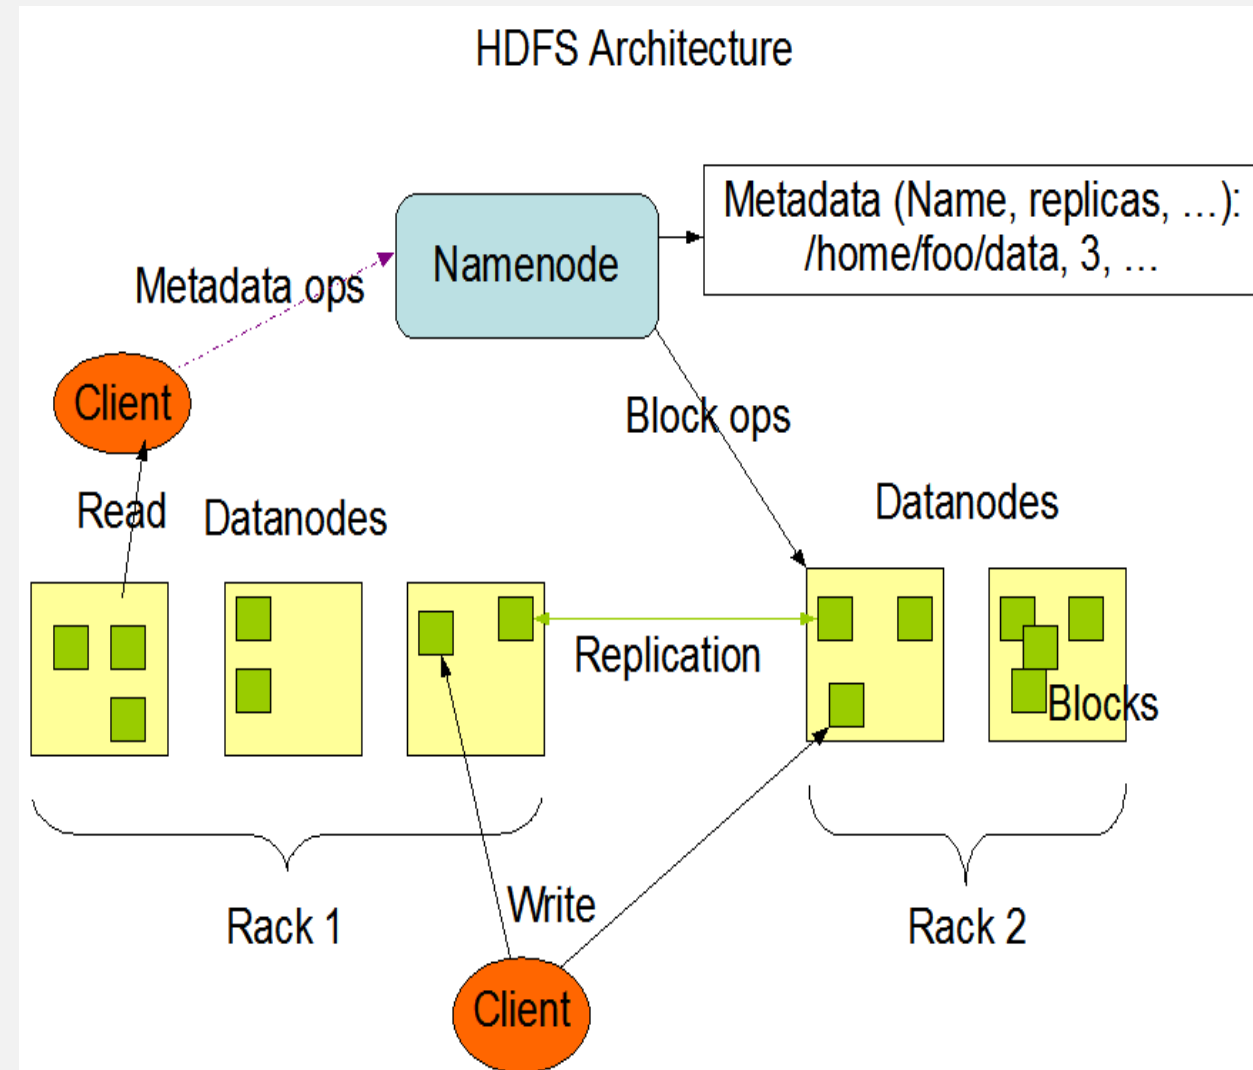 HDFS Architecture
Metadata (Name, replicas, …):
/home/foo/data, 3, …
Namenode
Metadata ops
Client
Block ops
Read
Datanodes
Datanodes
Replication
Blocks
Rack 1
Write
Rack 2
Client